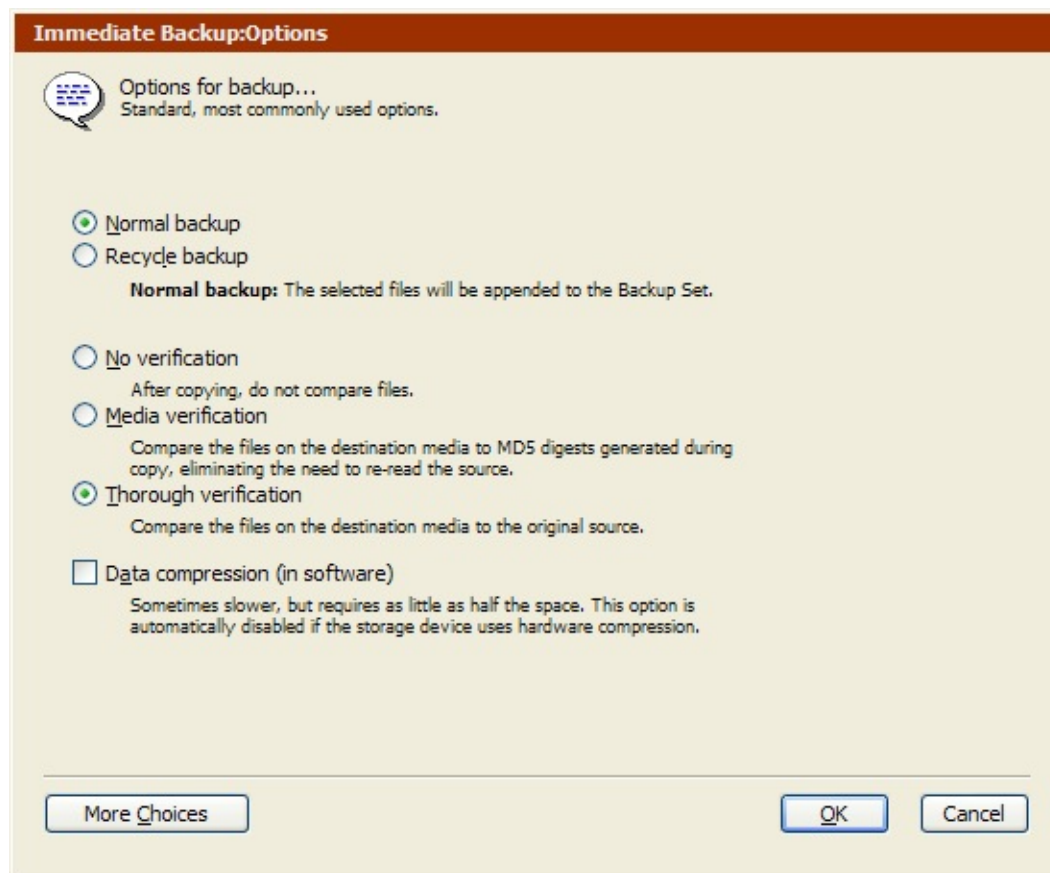 Immediate Backup:Options
Options for backup...
Standard, most commonly used options.
Normal backup
Recycle backup
Normal backup: The selected files will be appended to the Backup Set.
No verification
After copying, do not compare files.
Media verification
Compare the files on the destination media to MD5 digests generated during
copy, eliminating the need to re-read the source.
Thorough verification
Compare the files on the destination media to the original source.
Data compression (in software)
Sometimes slower, but requires as little as half the space. This option is
automatically disabled if the storage device uses hardware compression.
More Choices
OK
Cancel